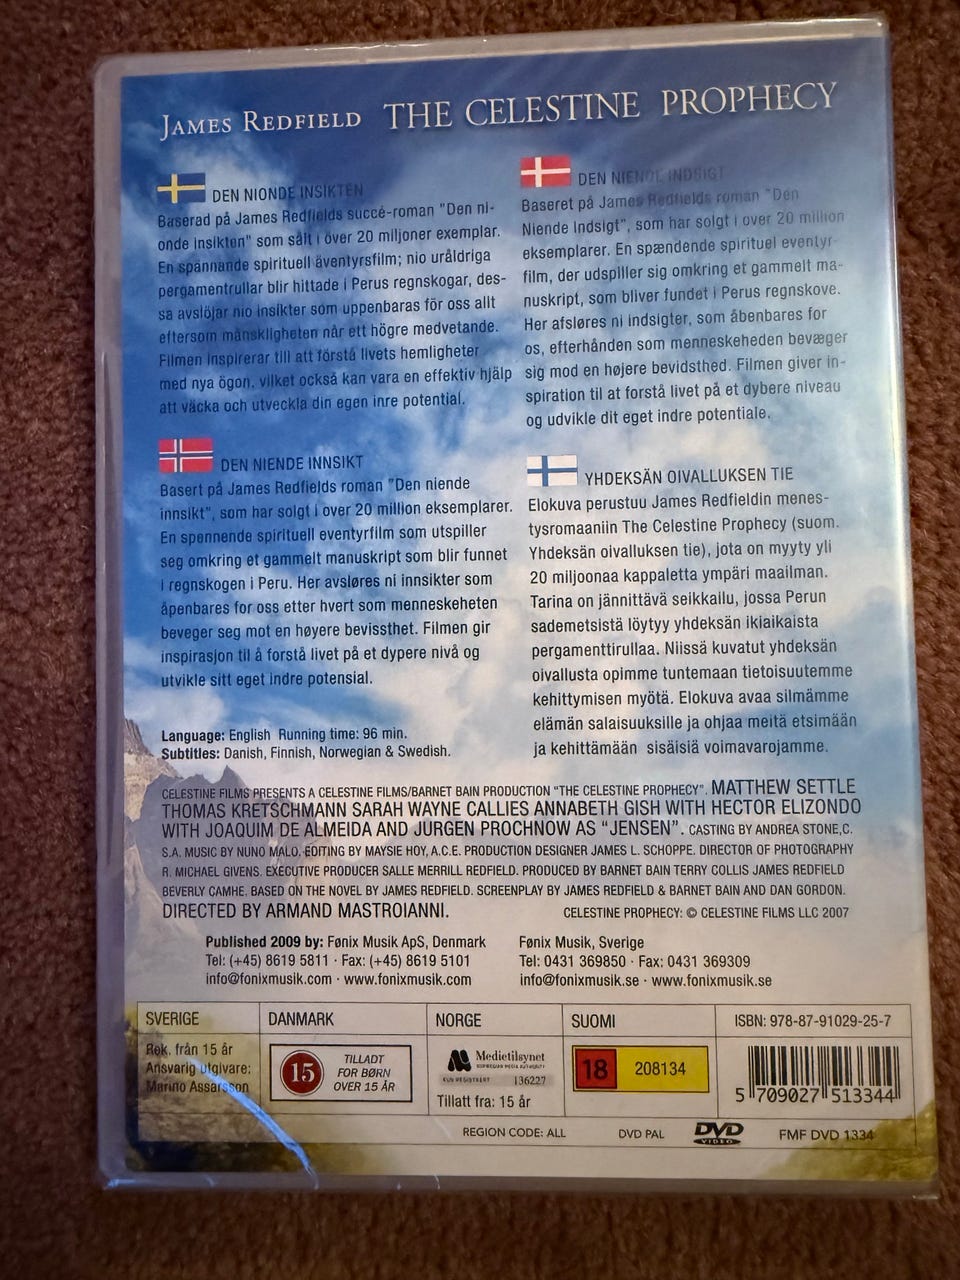 JAMES REDFIELD THE CELESTINE PROPHECY
DEN NIONDE INSIKTEN
Baserad på James Redfields succé-roman "Den ni-
onde insikten" som sålt i över 20 miljoner exemplar.
En spännande spirituell äventyrsfilm; nio uråldriga
pergamentrullar blir hittade i Perus regnskogar, des-
sa avslöjar nio insikter som uppenbaras för oss allt
eftersom mänskligheten når ett högre medvetande.
Filmen inspirerar till att förstå livets hemligheter
med nya ögon, vilket också kan vara en effektiv hjälp
att väcka och utveckla din egen inre potential.
DEN NIENDE INDSIGT
Baseret på James Redfields roman "Den
Niende Indsigt", som har solgt i over 20 million
eksemplarer. En spændende spirituel eventyr-
film, der udspiller sig omkring et gammelt ma-
nuskript, som bliver fundet i Perus regnskove.
Her afsløres ni indsigter, som åbenbares for
os, efterhånden som menneskeheden bevæger
sig mod en højere bevidsthed. Filmen giver in-
spiration til at forstå livet på et dybere niveau
og udvikle dit eget indre potentiale.
DEN NIENDE INNSIKT
Basert på James Redfields roman "Den niende
innsikt", som har solgt i over 20 million eksemplarer.
En spennende spirituell eventyrfilm som utspiller
seg omkring et gammelt manuskript som blir funnet
i regnskogen i Peru. Her avsløres ni innsikter som
åpenbares for oss etter hvert som menneskeheten
beveger seg mot en høyere bevissthet. Filmen gir
inspirasjon til å forstå livet på et dypere nivå og
utvikle sitt eget indre potensial.
YHDEKSÄN OIVALLUKSEN TIE
Elokuva perustuu James Redfieldin menes-
tysromaaniin The Celestine Prophecy (suom.
Yhdeksän oivalluksen tie), jota on myyty yli
20 miljoonaa kappaletta ympäri maailman.
Tarina on jännittävä seikkailu, jossa Perun
sademetsistä löytyy yhdeksän ikiaikaista
pergamenttirullaa. Niissä kuvatut yhdeksän
oivallusta opimme tuntemaan tietoisuutemme
kehittymisen myötä. Elokuva avaa silmämme
elämän salaisuuksille ja ohjaa meitä etsimään
ja kehittämään sisäisiä voimavarojamme.
Language: English Running time: 96 min.
Subtitles: Danish, Finnish, Norwegian & Swedish.
CELESTINE FILMS PRESENTS A CELESTINE FILMS/BARNET BAIN PRODUCTION "THE CELESTINE PROPHECY". MATTHEW SETTLE
THOMAS KRETSCHMANN SARAH WAYNE CALLIES ANNABETH GISH WITH HECTOR ELIZONDO
WITH JOAQUIM DE ALMEIDA AND JURGEN PROCHNOW AS "JENSEN". CASTING BY ANDREA STONE,C.
S.A. MUSIC BY NUNO MALO. EDITING BY MAYSIE HOY, A.C.E. PRODUCTION DESIGNER JAMES L. SCHOPPE. DIRECTOR OF PHOTOGRAPHY
R. MICHAEL GIVENS. EXECUTIVE PRODUCER SALLE MERRILL REDFIELD. PRODUCED BY BARNET BAIN TERRY COLLIS JAMES REDFIELD
BEVERLY CAMHE. BASED ON THE NOVEL BY JAMES REDFIELD. SCREENPLAY BY JAMES REDFIELD & BARNET BAIN AND DAN GORDON.
DIRECTED BY ARMAND MASTROIANNI. CELESTINE PROPHECY: © CELESTINE FILMS LLC 2007
Published 2009 by: Fønix Musik ApS, Denmark
Tel: (+45) 8619 5811 · Fax: (+45) 8619 5101
info@fonixmusik.com · www.fonixmusik.com
Fønix Musik, Sverige
Tel: 0431 369850 · Fax: 0431 369309
info@fonixmusik.se · www.fonixmusik.se
SVERIGE
Rek. från 15 år
Ansvarig utgivare:
Marino Assarsson
DANMARK
15
TILLADT
FOR BØRN
OVER 15 ÅR
NORGE
Medietilsynet
NORWEGIAN MEDIA AUTHORITY
KUN REGISTRERT 136227
Tillatt fra: 15 år
SUOMI
18 208134
ISBN: 978-87-91029-25-7
5 709027 513344
REGION CODE: ALL DVD PAL DVD VIDEO FMF DVD 1334